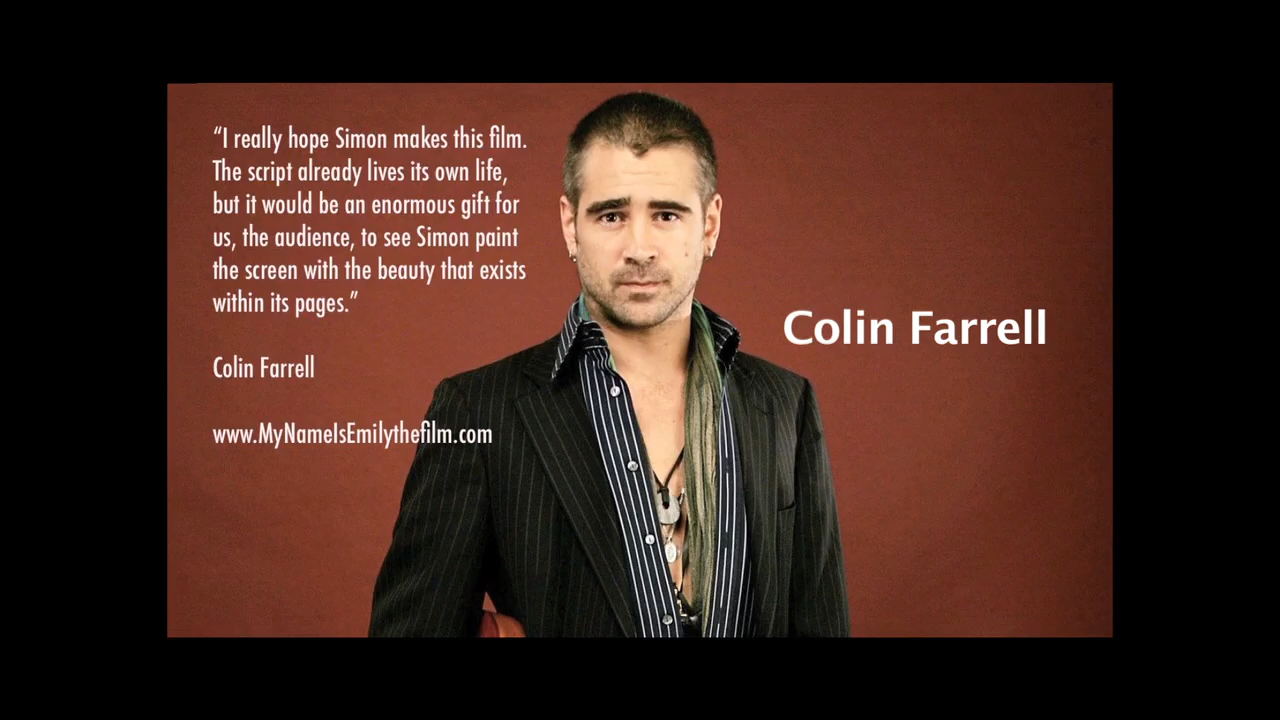 “I really hope Simon makes this film.
The script already lives its own life,
but it would be an enormous gift for
us, the audience, to see Simon paint
the screen with the beauty that exists
within its pages.”
Colin Farrell
www.MyNameIsEmilythefilm.com
Colin Farrell